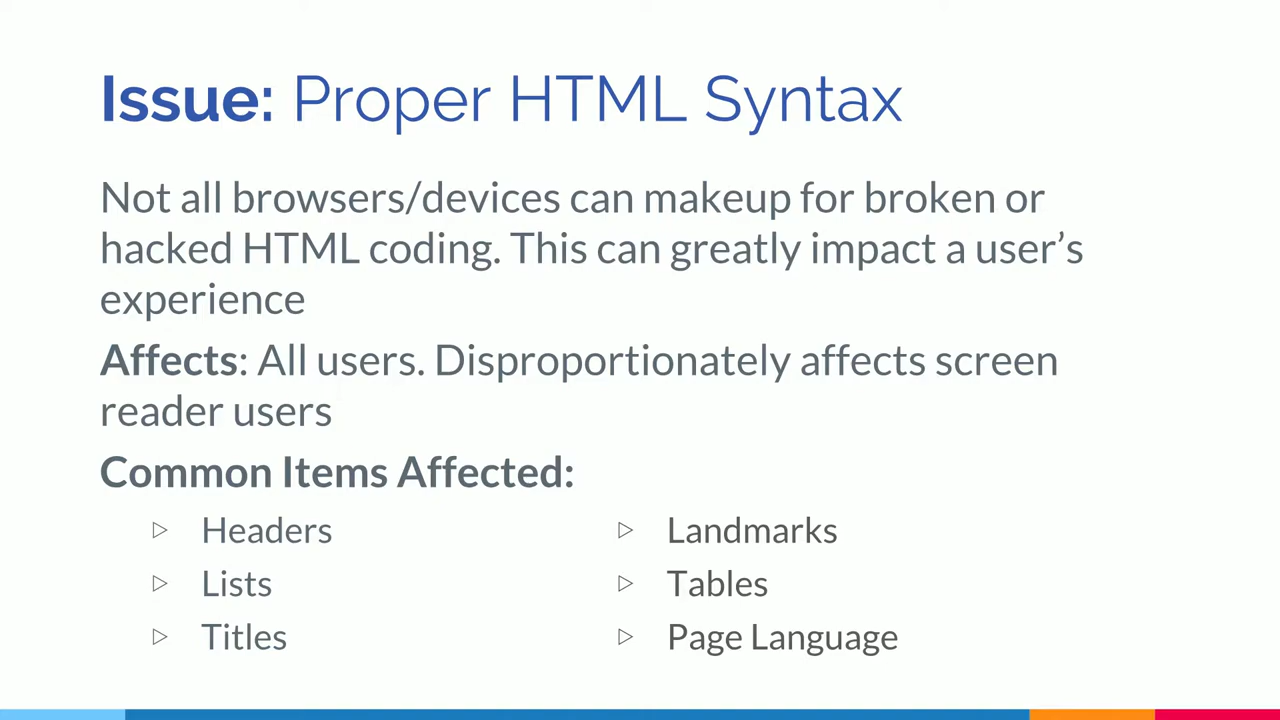 Issue: Proper HTML Syntax
Not all browsers/devices can makeup for broken or
hacked HTML coding. This can greatly impact a user’s
experience
Affects: All users. Disproportionately affects screen
reader users
Common Items Affected:
▷ Headers
▷ Lists
▷ Titles
▷ Landmarks
▷ Tables
▷ Page Language